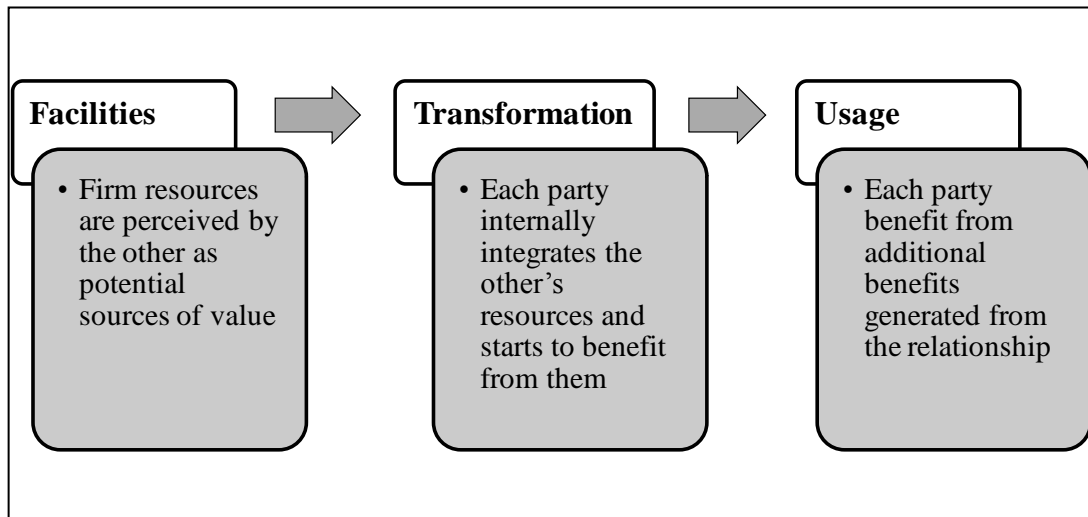 Facilities
• Firm resources
are perceived by
the other as
potential
sources of value
Transformation
• Each party
internally
integrates the
other’s
resources and
starts to benefit
from them
Usage
• Each party
benefit from
additional
benefits
generated from
the relationship